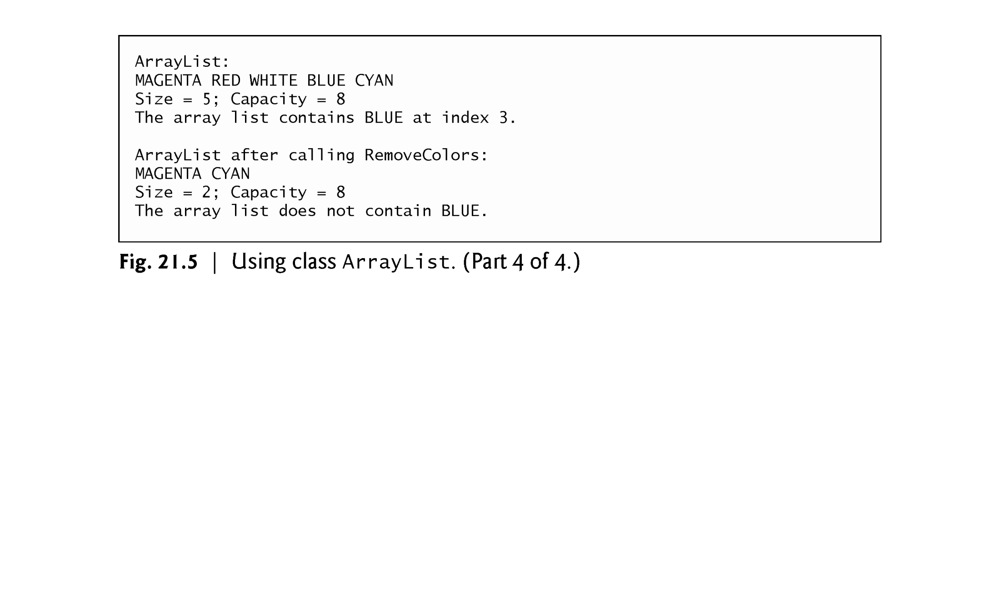 ArrayList:
MAGENTA RED WHITE BLUE CYAN
Size = 5; Capacity = 8
The array list contains BLUE at index 3.

ArrayList after calling RemoveColors:
MAGENTA CYAN
Size = 2; Capacity = 8
The array list does not contain BLUE.
Fig. 21.5 | Using class ArrayList. (Part 4 of 4.)